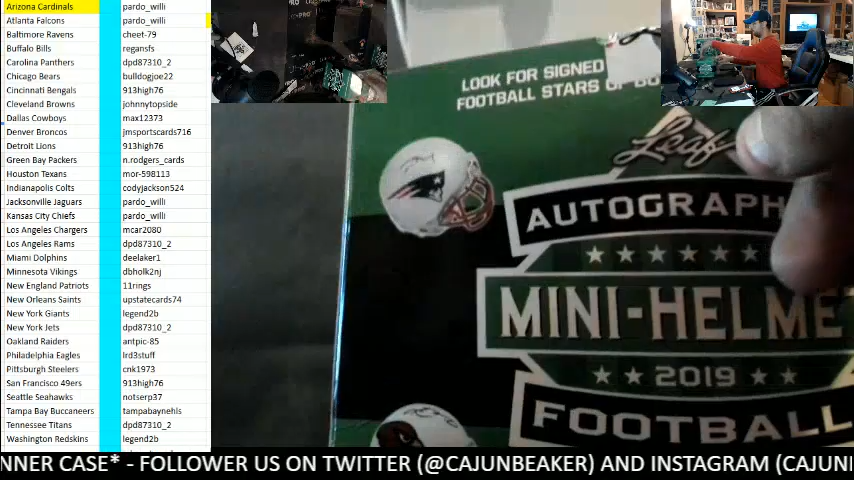 Arizona Cardinals pardo_willi
Atlanta Falcons pardo_willi
Baltimore Ravens cheet-79
Buffalo Bills regansfs
Carolina Panthers dpd87310_2
Chicago Bears bulldogjoe22
Cincinnati Bengals 913high76
Cleveland Browns johnnytopside
Dallas Cowboys max12373
Denver Broncos jmsportscards716
Detroit Lions 913high76
Green Bay Packers n.rodgers_cards
Houston Texans mor-598113
Indianapolis Colts codyjackson524
Jacksonville Jaguars pardo_willi
Kansas City Chiefs pardo_willi
Los Angeles Chargers mcar2080
Los Angeles Rams dpd87310_2
Miami Dolphins deelaker1
Minnesota Vikings dbholk2nj
New England Patriots 11rings
New Orleans Saints upstatecards74
New York Giants legend2b
New York Jets dpd87310_2
Oakland Raiders antpic-85
Philadelphia Eagles lrd3stuff
Pittsburgh Steelers cnk1973
San Francisco 49ers 913high76
Seattle Seahawks notserp37
Tampa Bay Buccaneers tampabaynehls
Tennessee Titans dpd87310_2
Washington Redskins legend2b
LOOK FOR SIGNED
FOOTBALL STARS OF
Leaf
AUTOGRAPH
MINI-HELME
2019
FOOTBALL
NNER CASE* - FOLLOWER US ON TWITTER (@CAJUNBEAKER) AND INSTAGRAM (CAJUNI